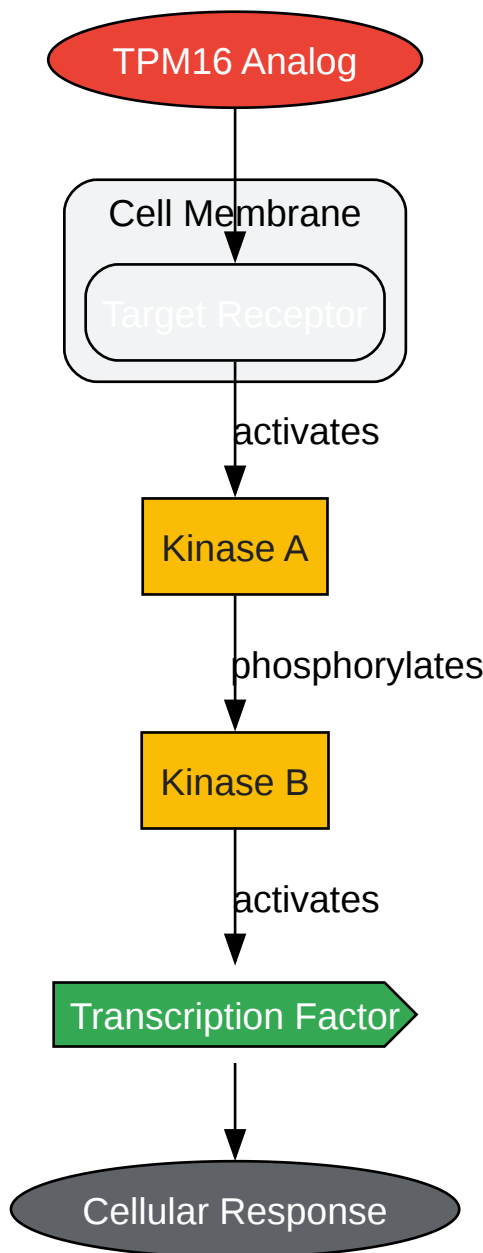 TPM16 Analog
Cell Membrane
Target Receptor
activates
Kinase A
phosphorylates
Kinase B
activates
Transcription Factor
Cellular Response